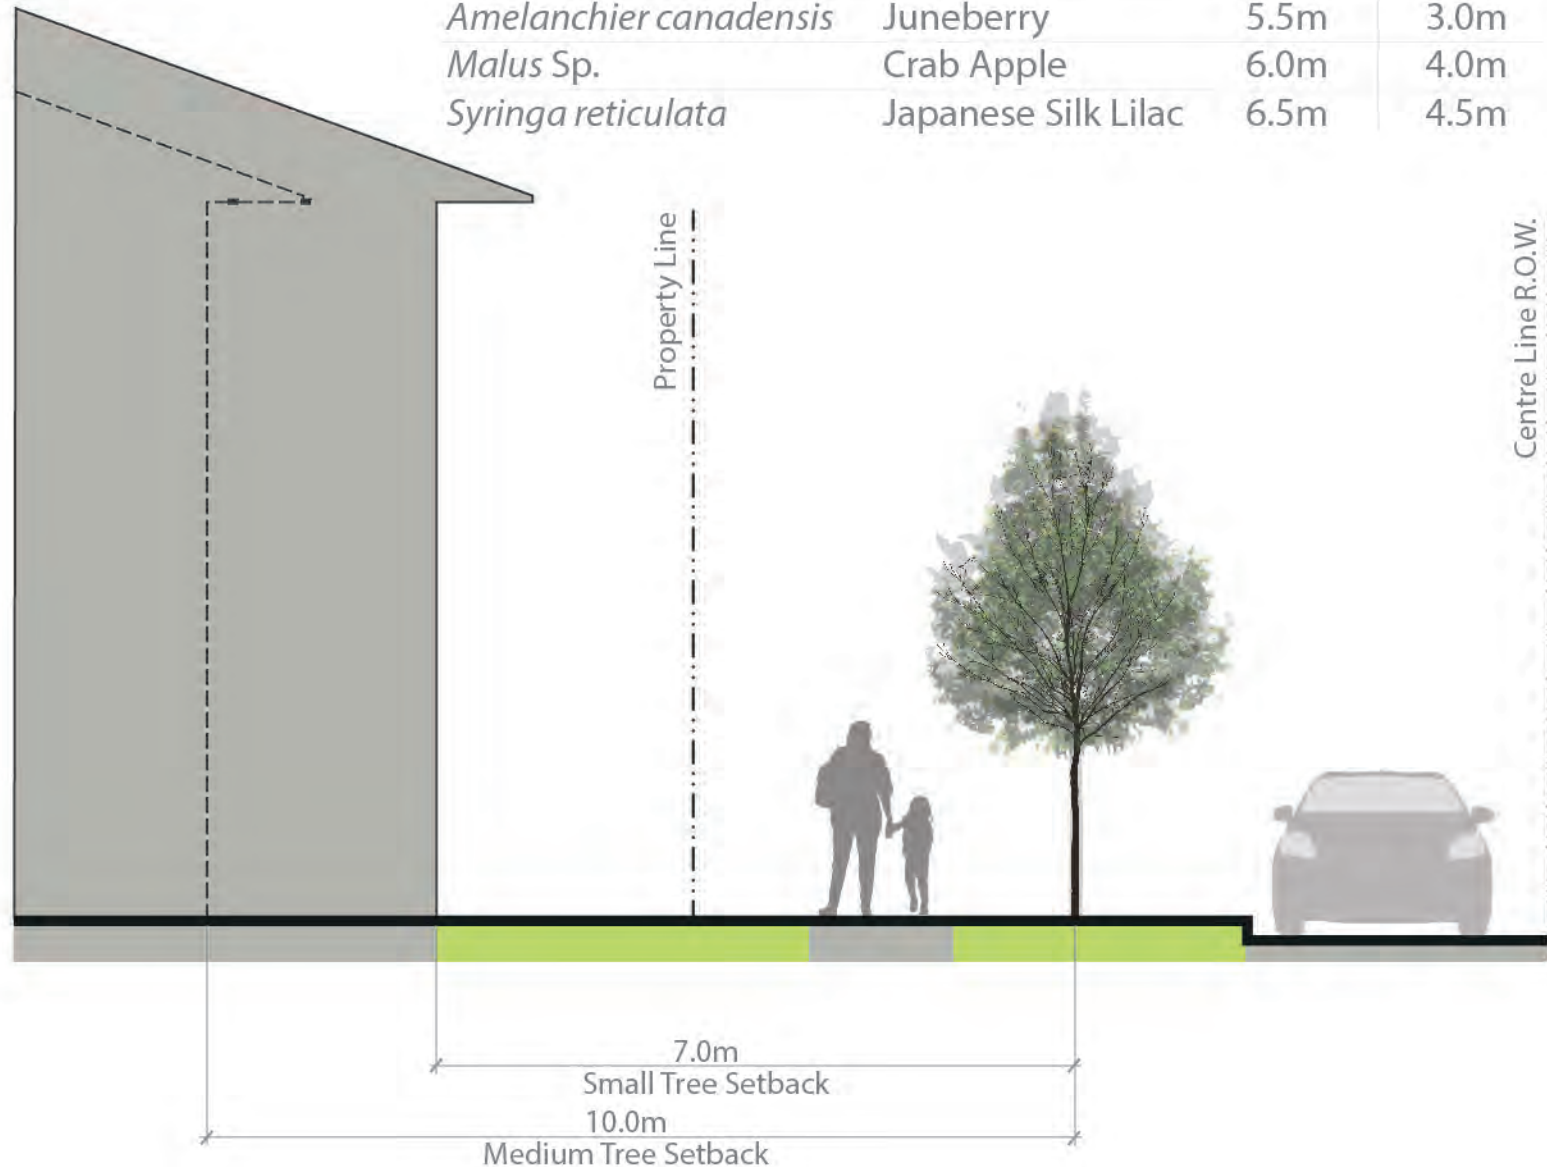 Amelanchier canadensis Juneberry 5.5m 3.0m
Malus Sp. Crab Apple 6.0m 4.0m
Syringa reticulata Japanese Silk Lilac 6.5m 4.5m
Property Line
Centre Line R.O.W.
7.0m
Small Tree Setback
10.0m
Medium Tree Setback